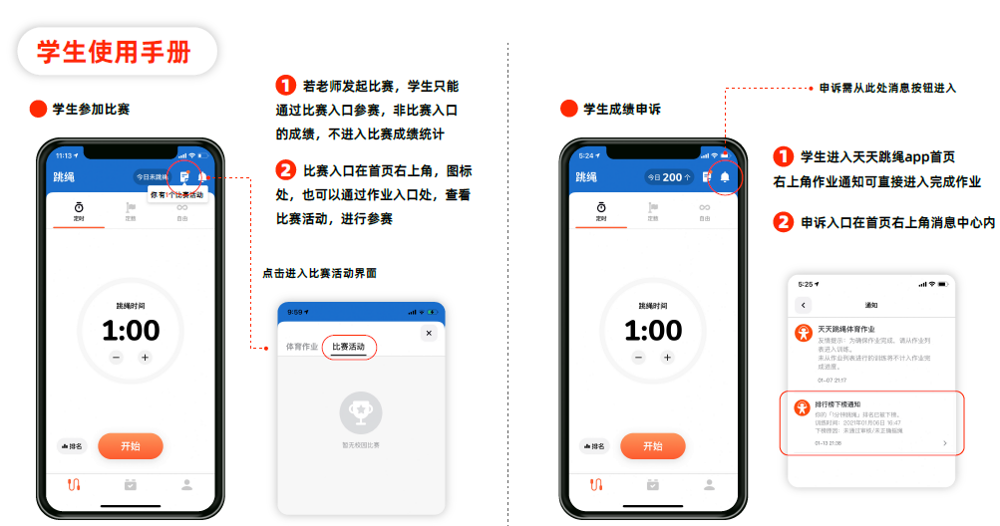 学生使用手册
学生参加比赛
1 若老师发起比赛，学生只能
通过比赛入口参赛，非比赛入口
的成绩，不进入比赛成绩统计
2 比赛入口在首页右上角，图标
处，也可以通过作业入口处，查看
比赛活动，进行参赛
点击进入比赛活动界面
11:13
跳绳
今日未跳绳
你有1个比赛活动
定时
定数
自由
跳绳时间
1:00
− +
排名
开始
9:59
体育作业 比赛活动
暂无校园比赛
学生成绩申诉
申诉需从此处消息按钮进入
5:24
跳绳
今日 200 个
定时
定数
自由
跳绳时间
1:00
− +
排名
开始
1 学生进入天天跳绳app首页
右上角作业通知可直接进入完成作业
2 申诉入口在首页右上角消息中心内
5:25
通知
天天跳绳体育作业
友情提示：为确保作业完成，请从作业列
表进入训练。
未从作业列表进行的训练将不计入作业完
成进度。
01-07 21:17
排行榜下榜通知
你的「1分钟跳绳」排名已被下榜。
训练时间：2021年01月06日 16:47
下榜原因：未通过审核/未正确摇绳
01-13 21:36